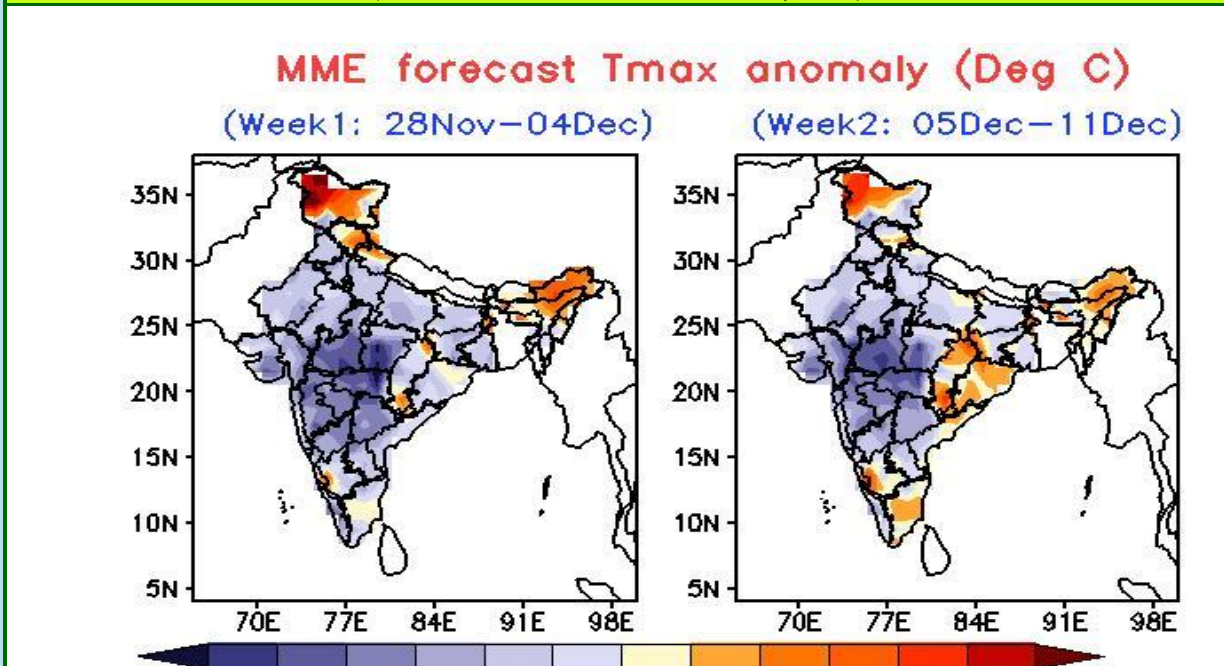 MME forecast Tmax anomaly (Deg C)
(Week1: 28Nov-04Dec) (Week2: 05Dec-11Dec)
35N 35N
30N 30N
25N 25N
20N 20N
15N 15N
10N 10N
5N 5N
70E 77E 84E 91E 98E 70E 77E 84E 91E 98E